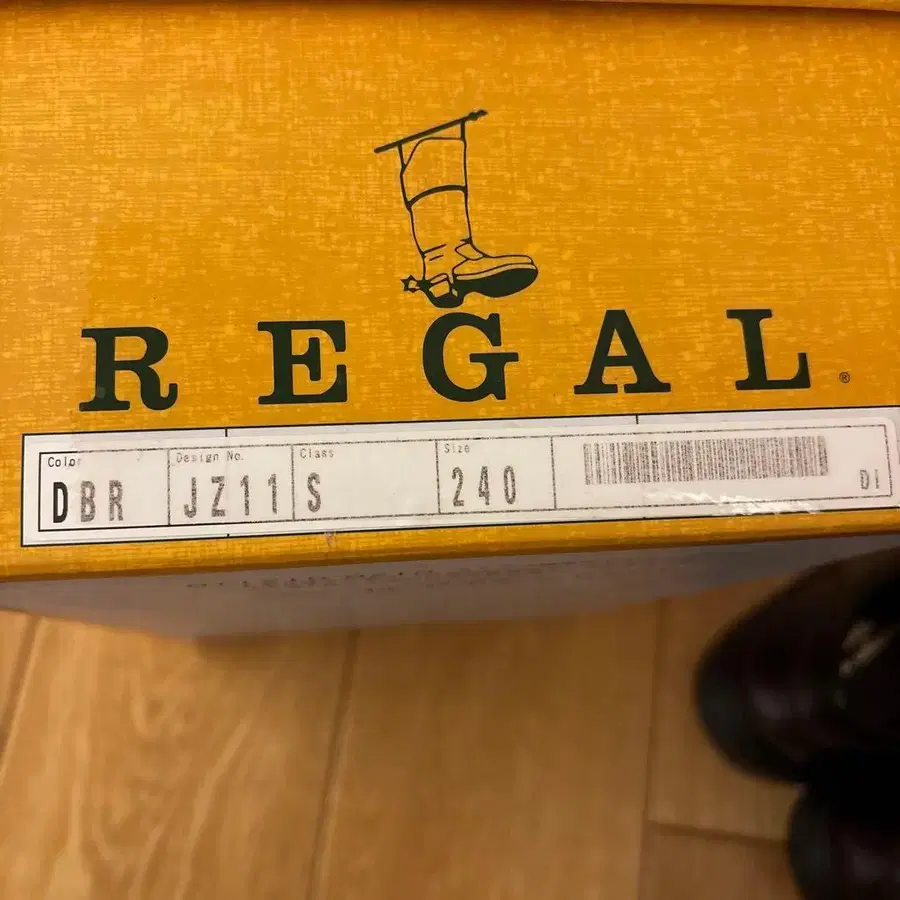 REGAL®
Color Design No. Class Size
DBR JZ11 S 240 DI